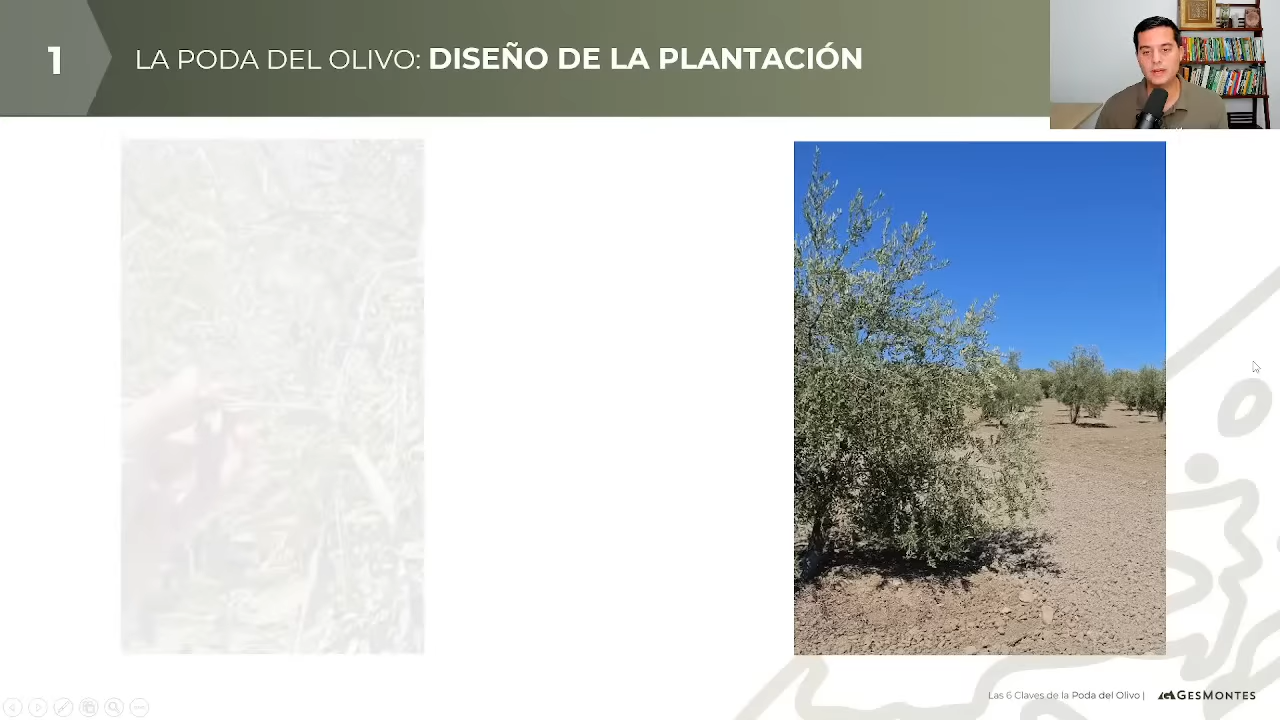 1
LA PODA DEL OLIVO: DISEÑO DE LA PLANTACIÓN
Las 6 Claves de la Poda del Olivo |
GESMONTES